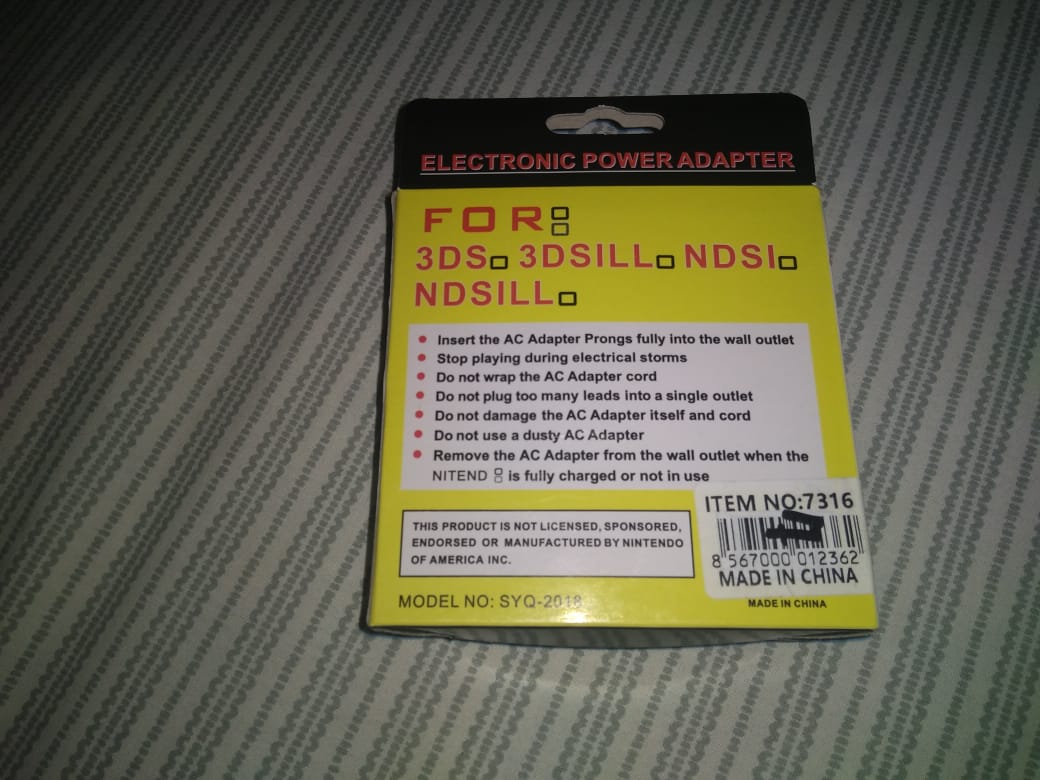 ELECTRONIC POWER ADAPTER
FOR
3DS 3DSILL NDSI
NDSILL
Insert the AC Adapter Prongs fully into the wall outlet
Stop playing during electrical storms
Do not wrap the AC Adapter cord
Do not plug too many leads into a single outlet
Do not damage the AC Adapter itself and cord
Do not use a dusty AC Adapter
Remove the AC Adapter from the wall outlet when the
NITEND 8 is fully charged or not in use
ITEM NO:7316
8 567000 012362
MADE IN CHINA
THIS PRODUCT IS NOT LICENSED, SPONSORED,
ENDORSED OR MANUFACTURED BY NINTENDO
OF AMERICA INC.
MODEL NO: SYQ-2018
MADE IN CHINA